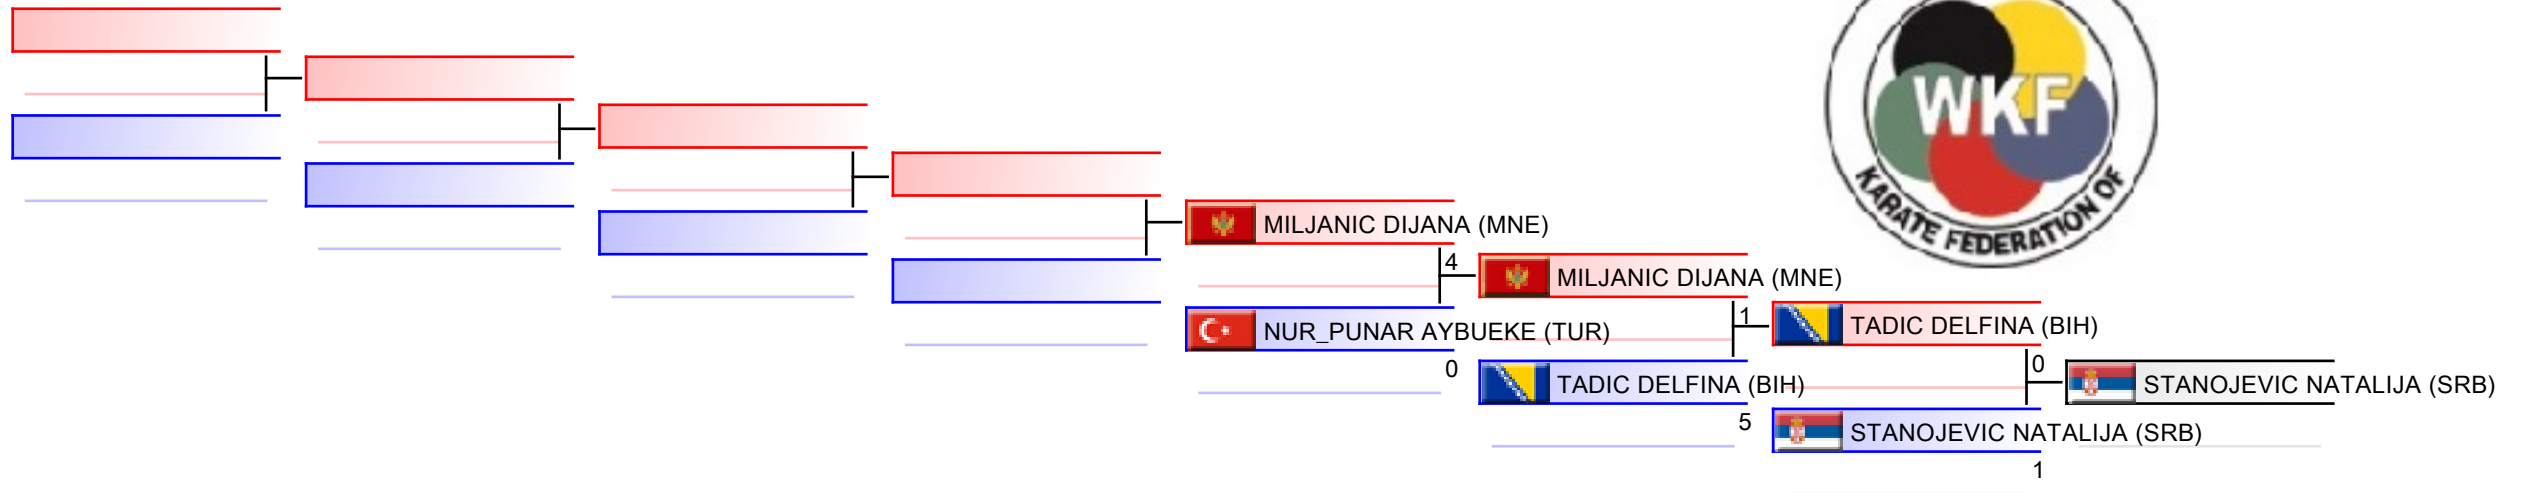 WKF
KARATE FEDERATION OF
MILJANIC DIJANA (MNE)
4
MILJANIC DIJANA (MNE)
NUR_PUNAR AYBUEKE (TUR)
0
1
TADIC DELFINA (BIH)
TADIC DELFINA (BIH)
5
0
STANOJEVIC NATALIJA (SRB)
STANOJEVIC NATALIJA (SRB)
1